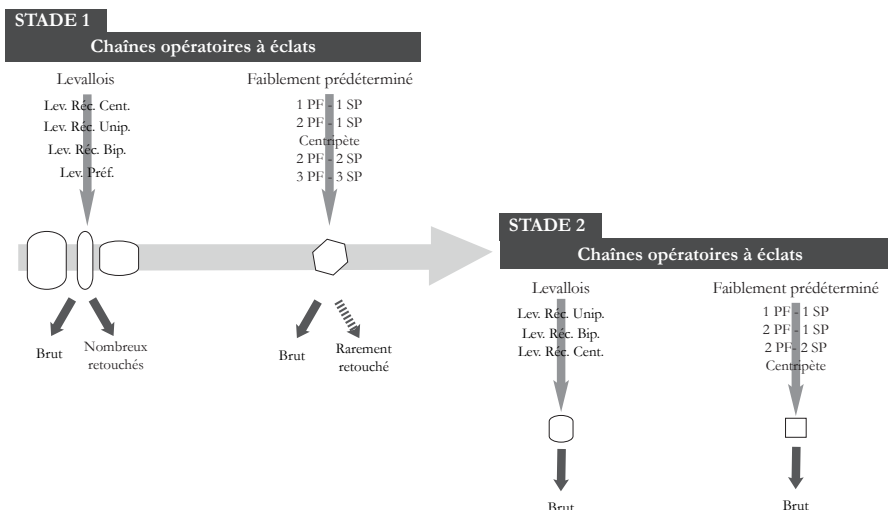 STADE 1
Chaînes opératoires à éclats
Levallois
Lev. Réc. Cent.
Lev. Réc. Unip.
Lev. Réc. Bip.
Lev. Préf.
Faiblement prédéterminé
1 PF - 1 SP
2 PF - 1 SP
Centripète
2 PF - 2 SP
3 PF - 3 SP
Brut
Nombreux
retouchés
Brut
Rarement
retouché
STADE 2
Chaînes opératoires à éclats
Levallois
Lev. Réc. Unip.
Lev. Réc. Bip.
Lev. Réc. Cent.
Faiblement prédéterminé
1 PF - 1 SP
2 PF - 1 SP
2 PF- 2 SP
Centripète
Brut
Brut